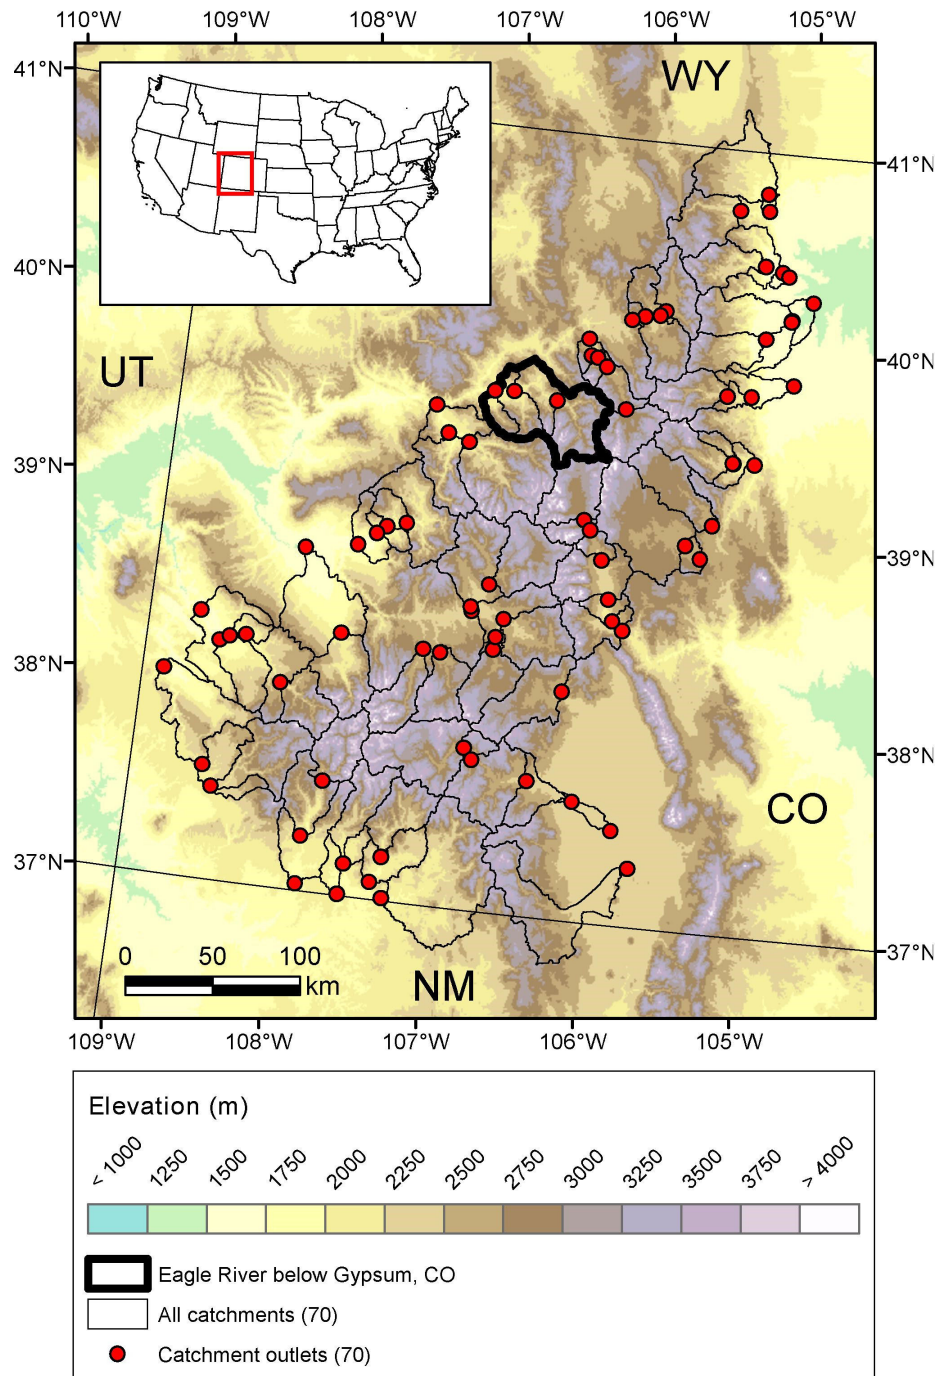 110°W 109°W 108°W 107°W 106°W 105°W
41°N
WY
41°N
40°N
UT
40°N
39°N
39°N
38°N
38°N
CO
37°N
37°N
0 50 100
km
NM
109°W 108°W 107°W 106°W 105°W
Elevation (m)
< 1000 1250 1500 1750 2000 2250 2500 2750 3000 3250 3500 3750 > 4000
Eagle River below Gypsum, CO
All catchments (70)
Catchment outlets (70)